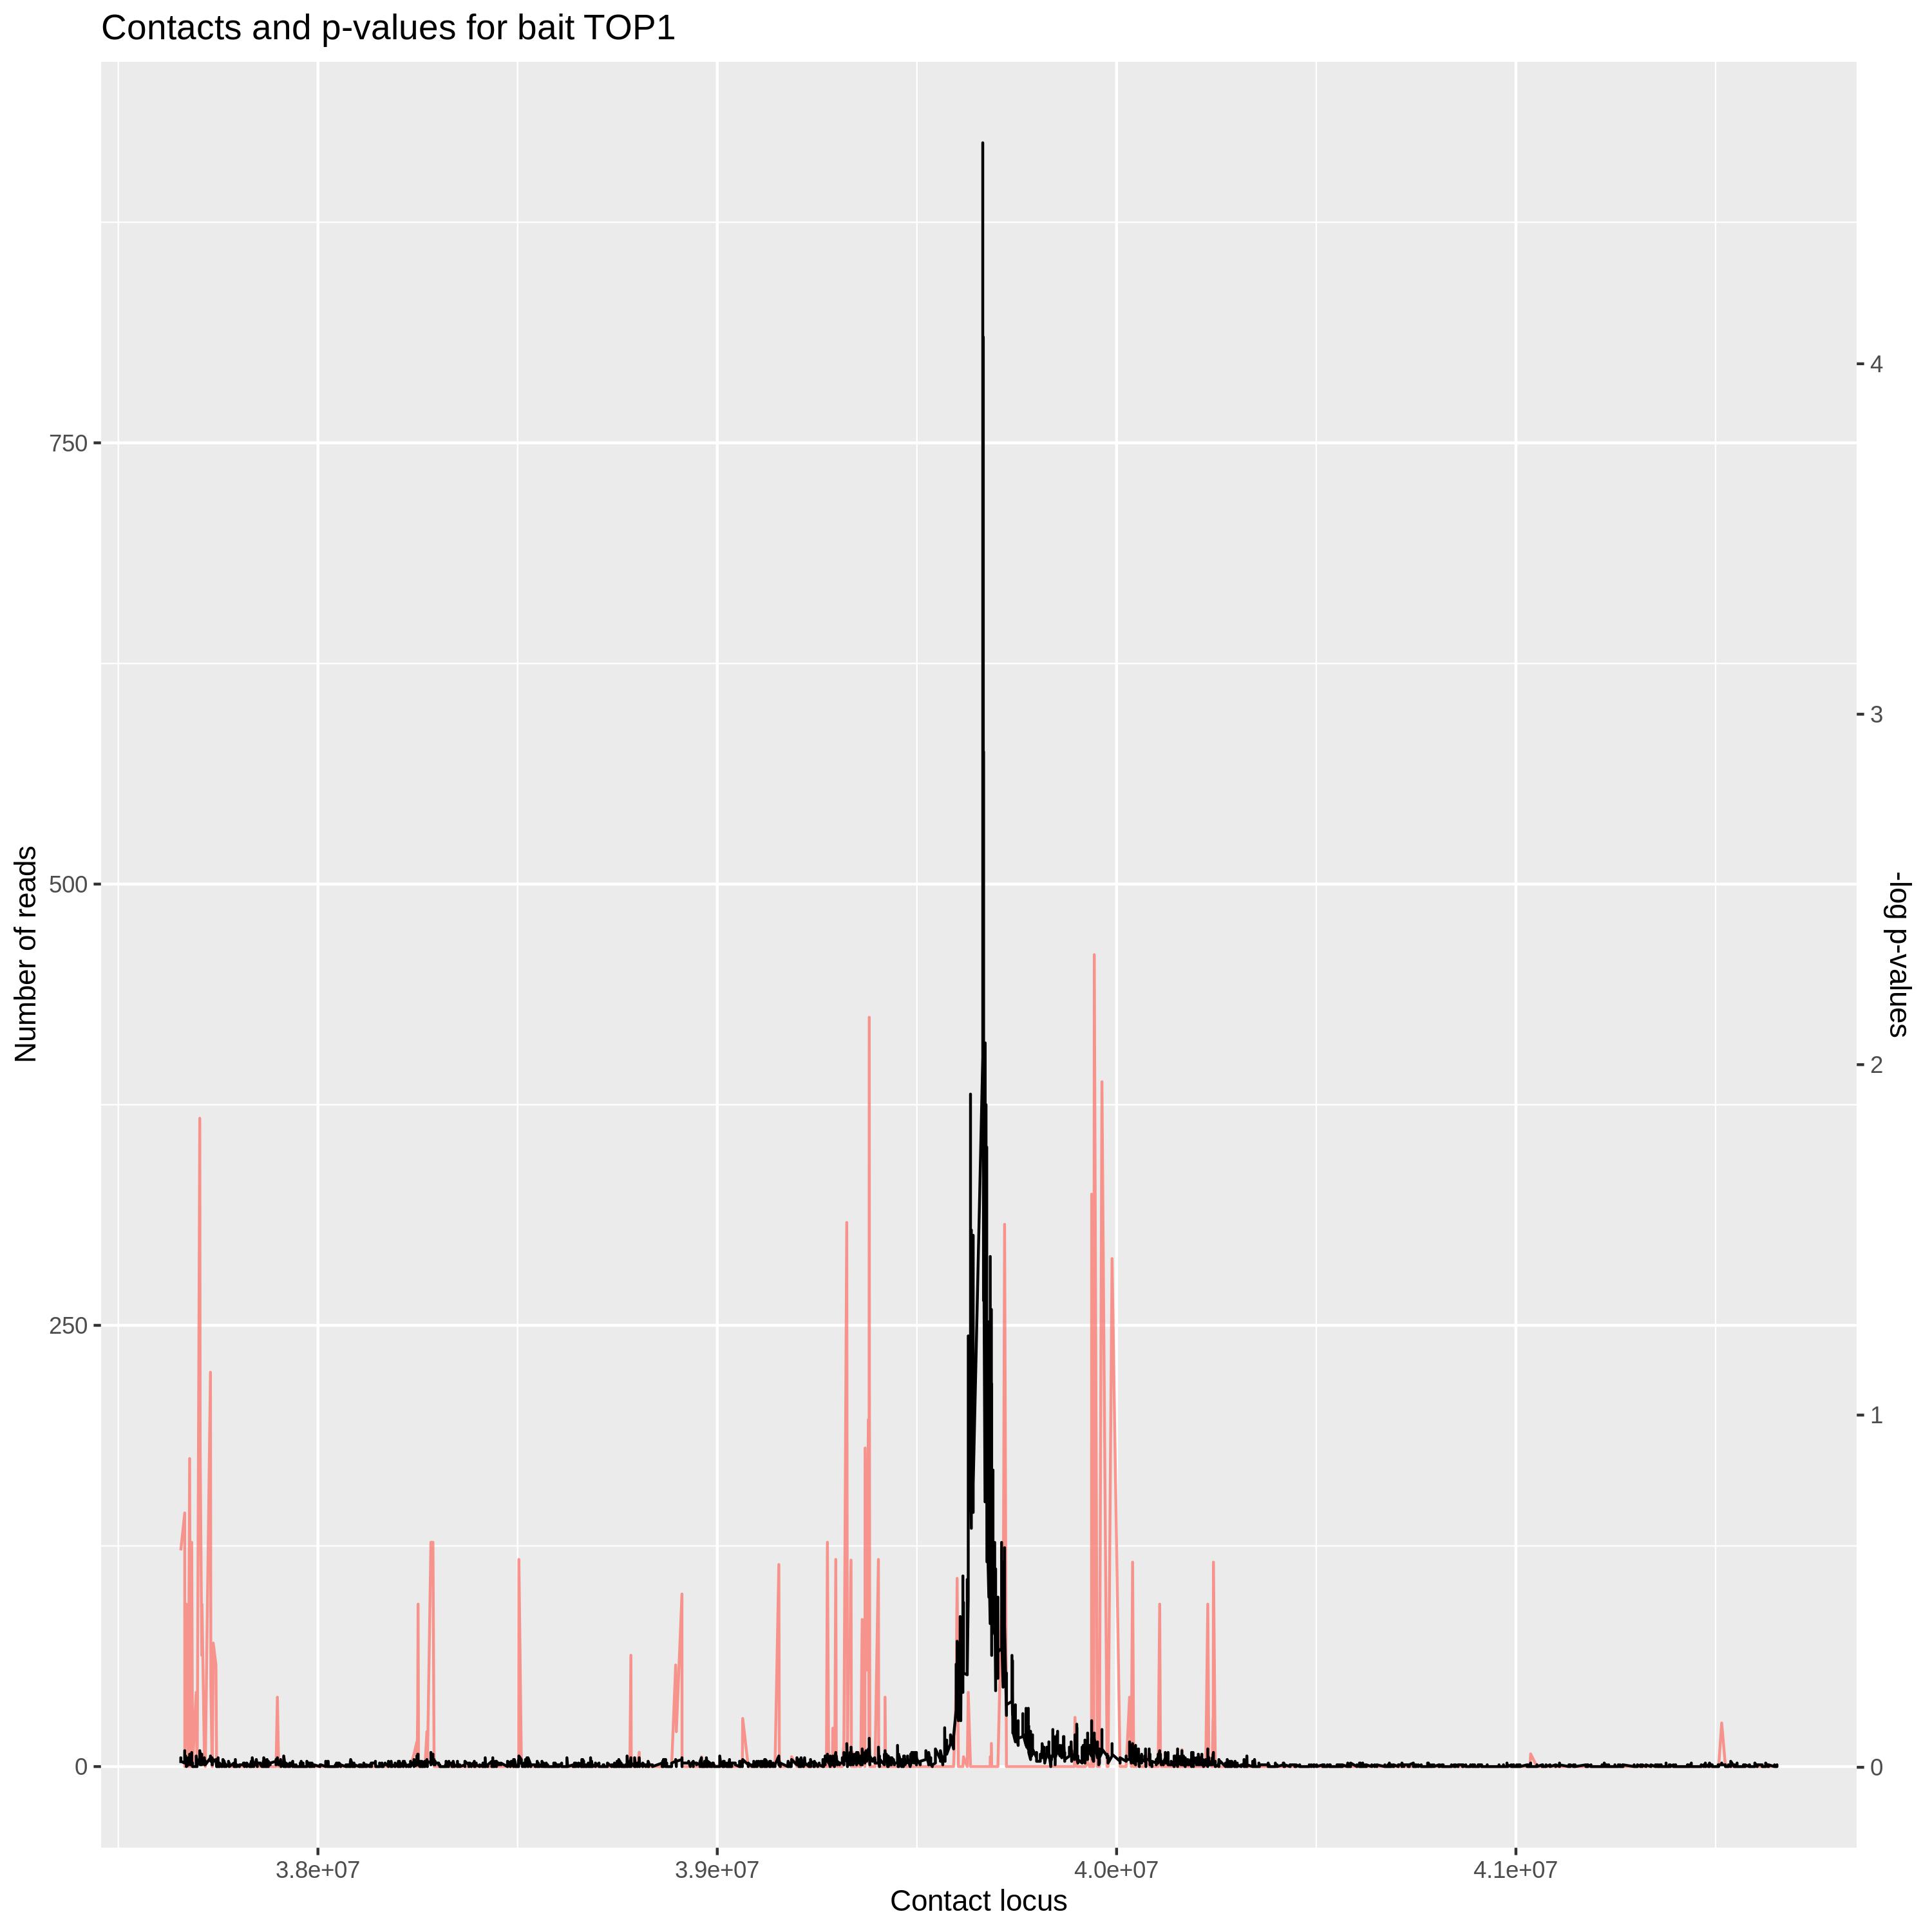 Contacts and p-values for bait TOP1
Number of reads
750
500
250
0
4
3
2
1
0
-log p-values
3.8e+07
3.9e+07
4.0e+07
4.1e+07
Contact locus